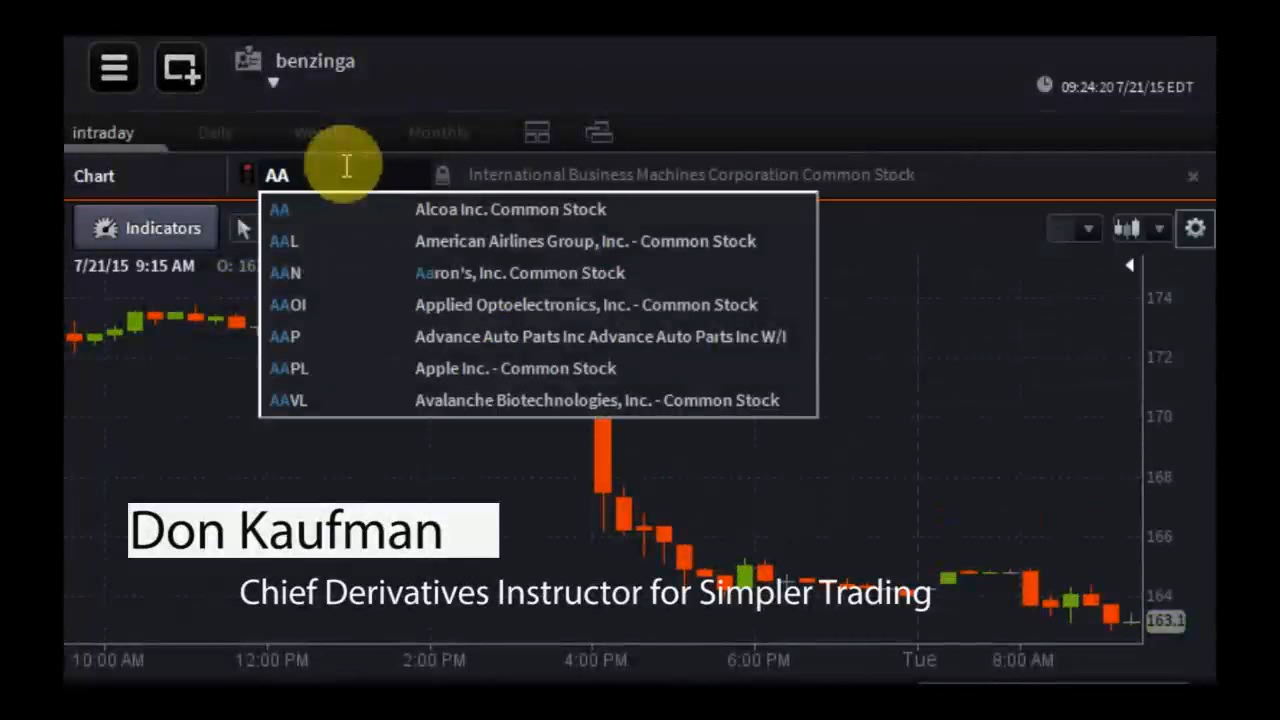 benzinga
09:24:20 7/21/15 EDT
intraday Daily Weekly Monthly
Chart AA International Business Machines Corporation Common Stock
AA Alcoa Inc. Common Stock
Indicators
AAL American Airlines Group, Inc. - Common Stock
7/21/15 9:15 AM O: 16
AAN Aaron's, Inc. Common Stock
AAOI Applied Optoelectronics, Inc. - Common Stock
AAP Advance Auto Parts Inc Advance Auto Parts Inc W/I
AAPL Apple Inc. - Common Stock
AAVL Avalanche Biotechnologies, Inc. - Common Stock
174
172
170
168
166
164
163.1
Don Kaufman
Chief Derivatives Instructor for Simpler Trading
10:00 AM 12:00 PM 2:00 PM 4:00 PM 6:00 PM Tue 8:00 AM